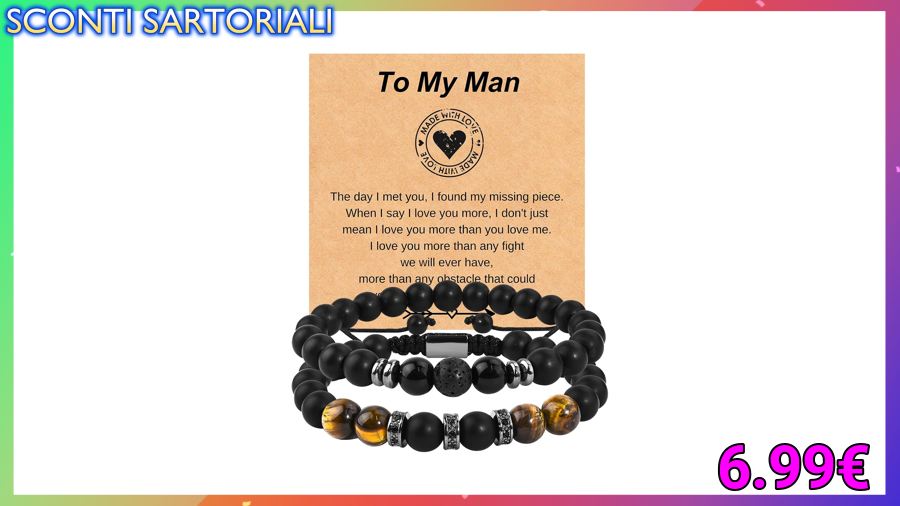 SCONTI SARTORIALI
To My Man
MADE WITH LOVE
MADE WITH LOVE
The day I met you, I found my missing piece.
When I say I love you more, I don't just
mean I love you more than you love me.
I love you more than any fight
we will ever have,
more than any obstacle that could
6.99€